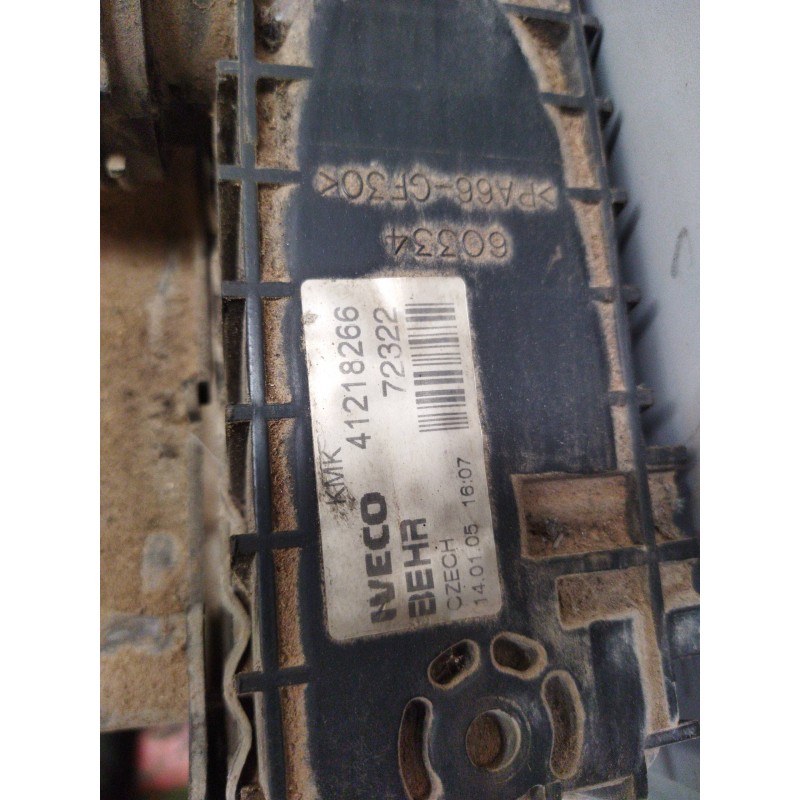 >PA66-GF30<
60334
KMK 41218266
72322
IVECO
BEHR
CZECH
14.01.05 16:07